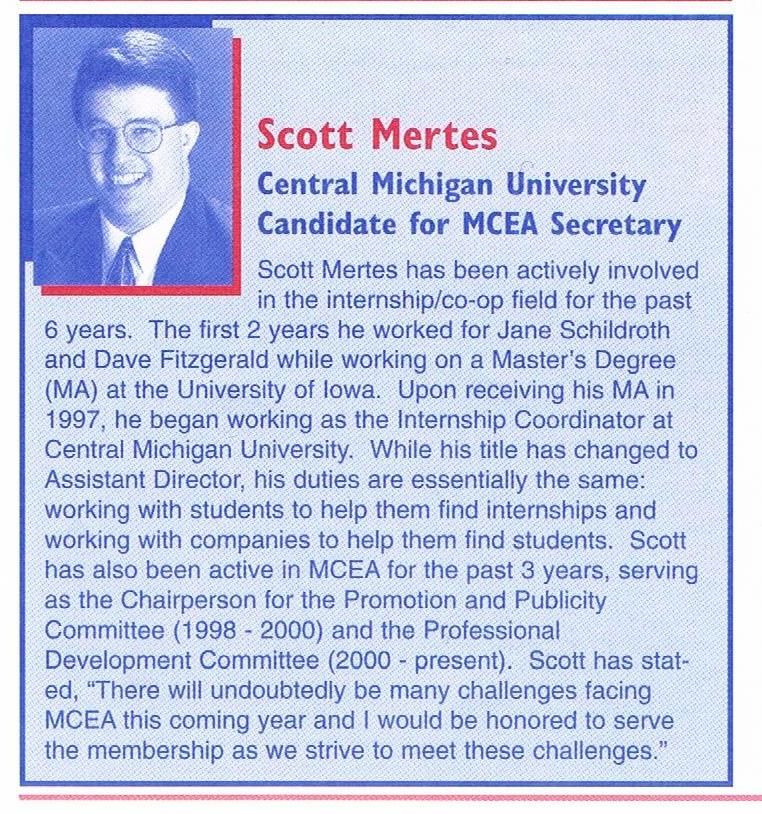 Scott Mertes
Central Michigan University
Candidate for MCEA Secretary
Scott Mertes has been actively involved
in the internship/co-op field for the past
6 years.  The first 2 years he worked for Jane Schildroth
and Dave Fitzgerald while working on a Master's Degree
(MA) at the University of Iowa.  Upon receiving his MA in
1997, he began working as the Internship Coordinator at
Central Michigan University.  While his title has changed to
Assistant Director, his duties are essentially the same:
working with students to help them find internships and
working with companies to help them find students.  Scott
has also been active in MCEA for the past 3 years, serving
as the Chairperson for the Promotion and Publicity
Committee (1998 - 2000) and the Professional
Development Committee (2000 - present).  Scott has stat-
ed, “There will undoubtedly be many challenges facing
MCEA this coming year and I would be honored to serve
the membership as we strive to meet these challenges.”